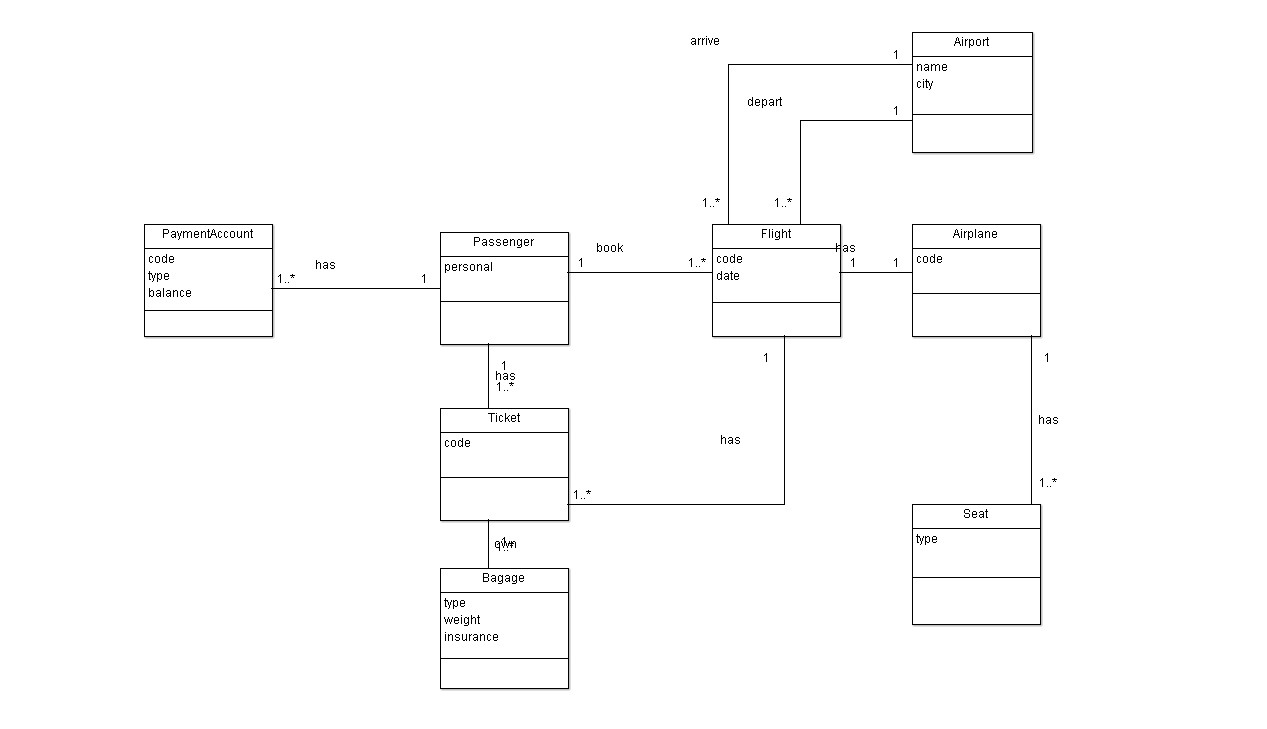 arrive
1
Airport
name
city
depart
1
1..*
1..*
PaymentAccount
code
type
balance
has
1..*
1
Passenger
personal
book
1
1..*
Flight
code
date
has
1
1
Airplane
code
1
has
1..*
Ticket
code
1
has
1..*
1
has
1..*
Seat
type
own
Bagage
type
weight
insurance